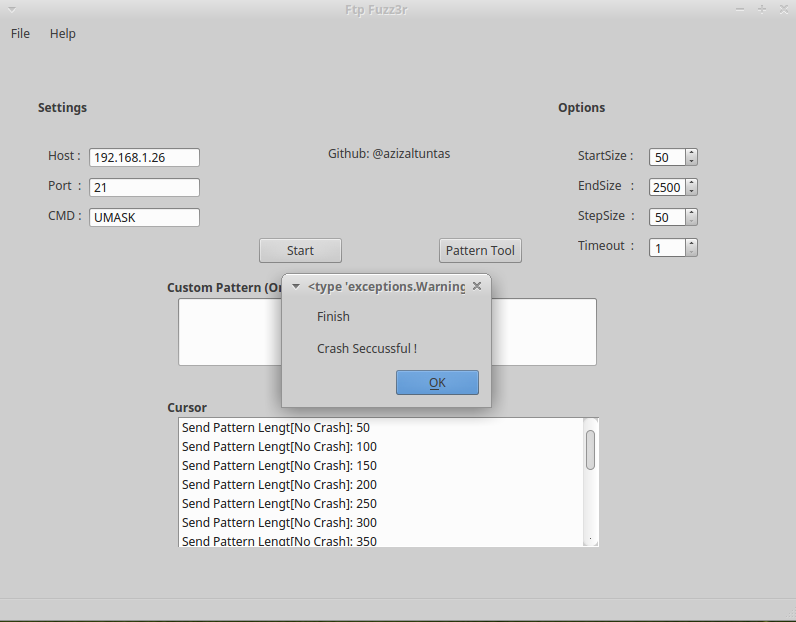 Ftp Fuzz3r
File Help
Settings
Options
Host : 192.168.1.26
Github: @azizaltuntas
StartSize : 50
Port : 21
EndSize : 2500
CMD : UMASK
StepSize : 50
Timeout : 1
Start
Pattern Tool
Custom Pattern (O
<type 'exceptions.Warning
Finish
Crash Seccussful !
OK
Cursor
Send Pattern Lengt[No Crash]: 50
Send Pattern Lengt[No Crash]: 100
Send Pattern Lengt[No Crash]: 150
Send Pattern Lengt[No Crash]: 200
Send Pattern Lengt[No Crash]: 250
Send Pattern Lengt[No Crash]: 300
Send Pattern Lengt[No Crash]: 350